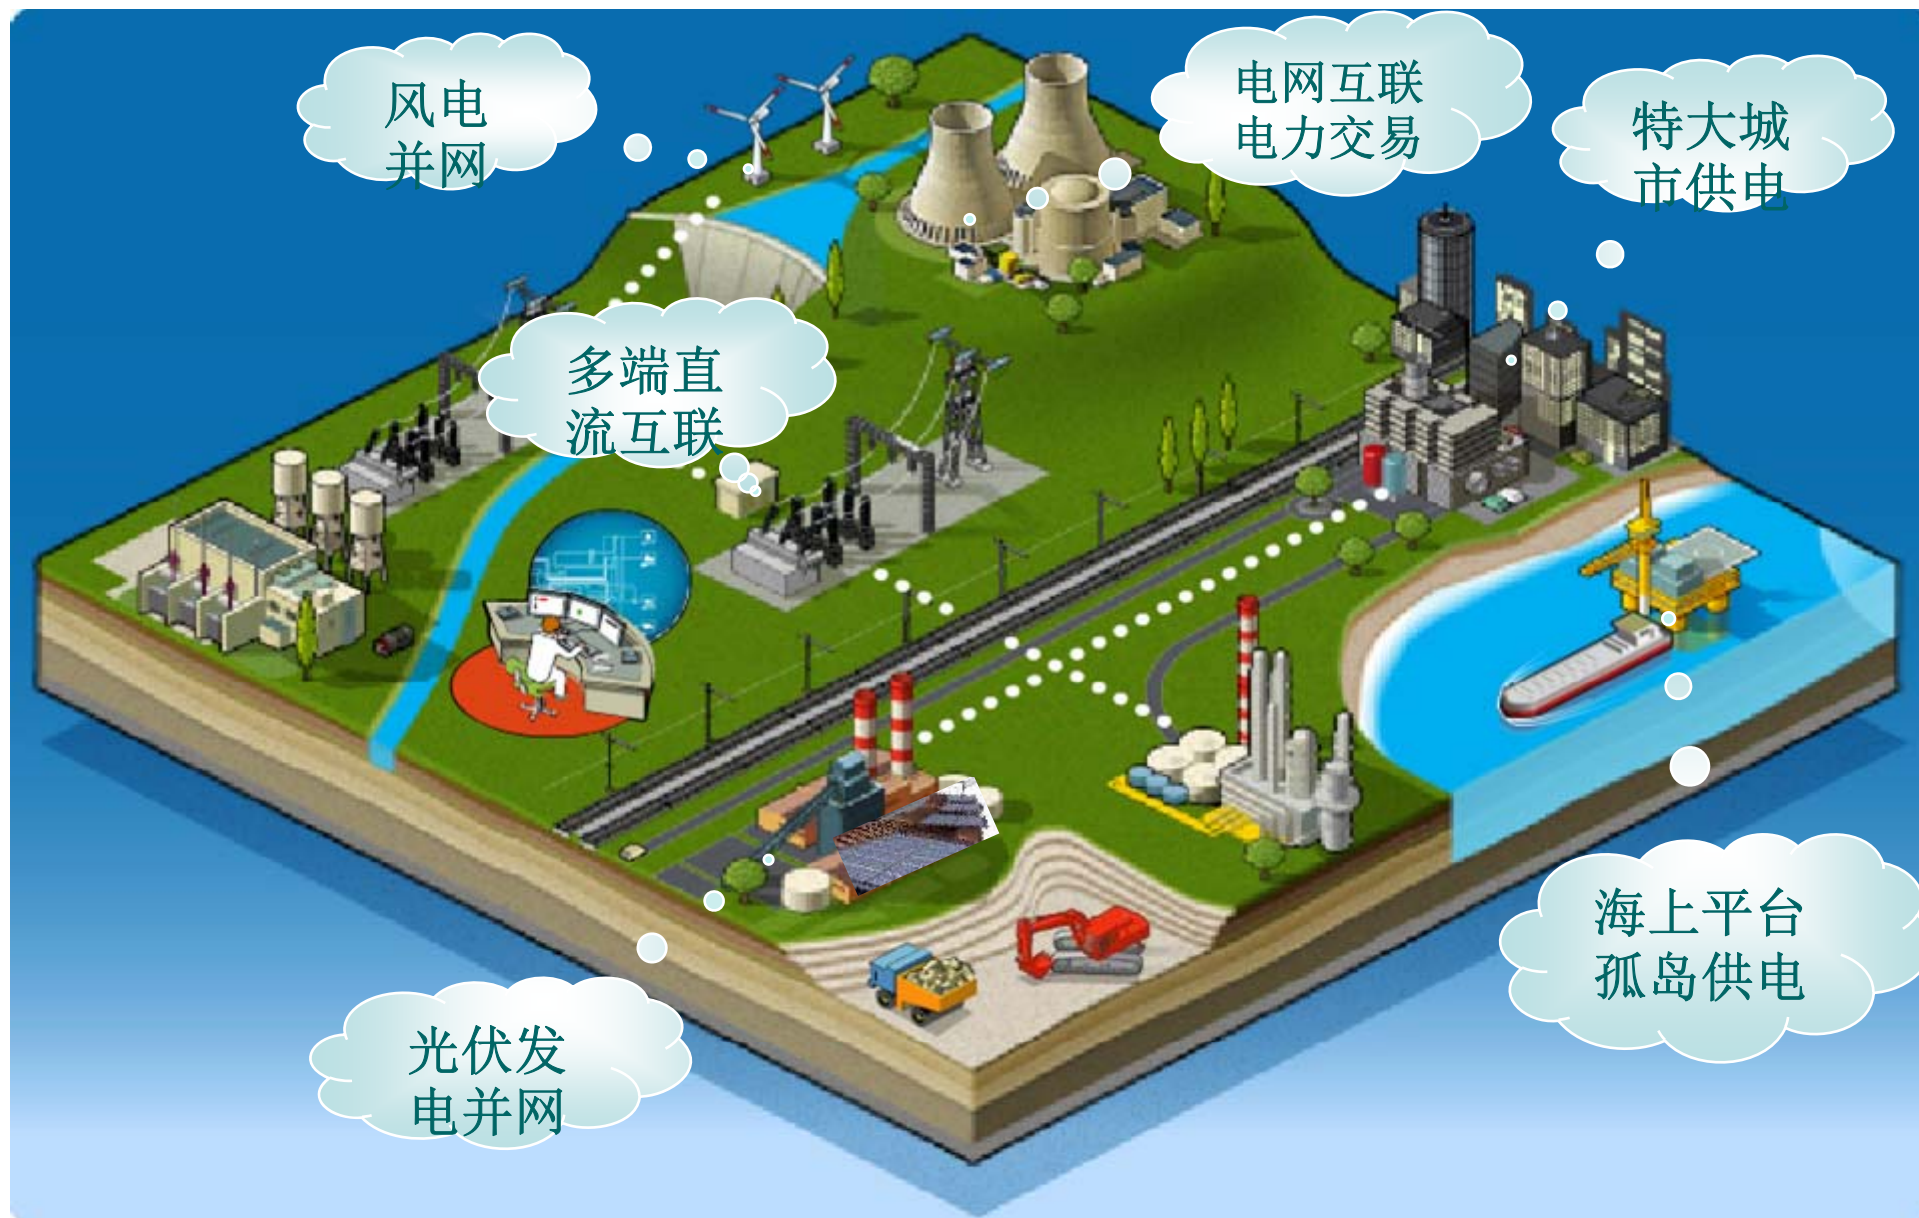 风电
并网
电网互联
电力交易
特大城
市供电
多端直
流互联
海上平台
孤岛供电
光伏发
电并网